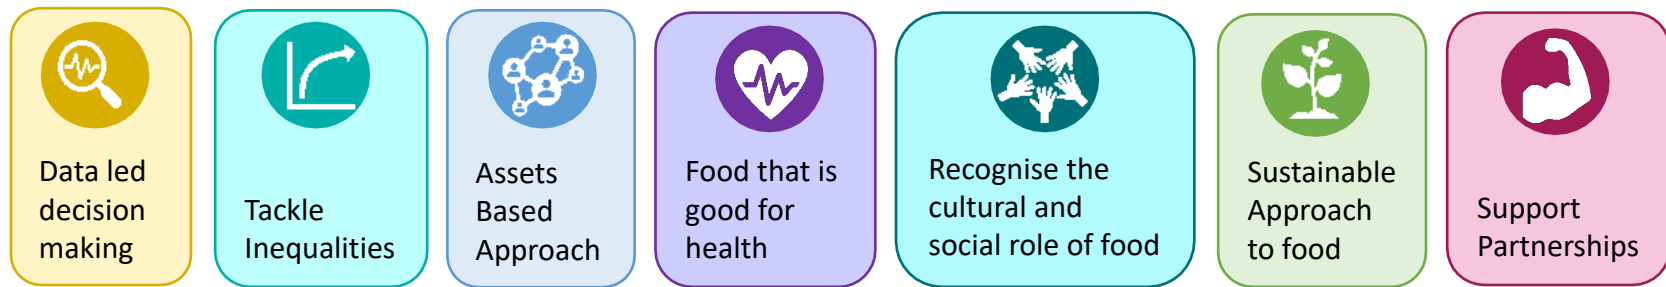 Data led
decision
making
Tackle
Inequalities
Assets
Based
Approach
Food that is
good for
health
Recognise the
cultural and
social role of food
Sustainable
Approach
to food
Support
Partnerships